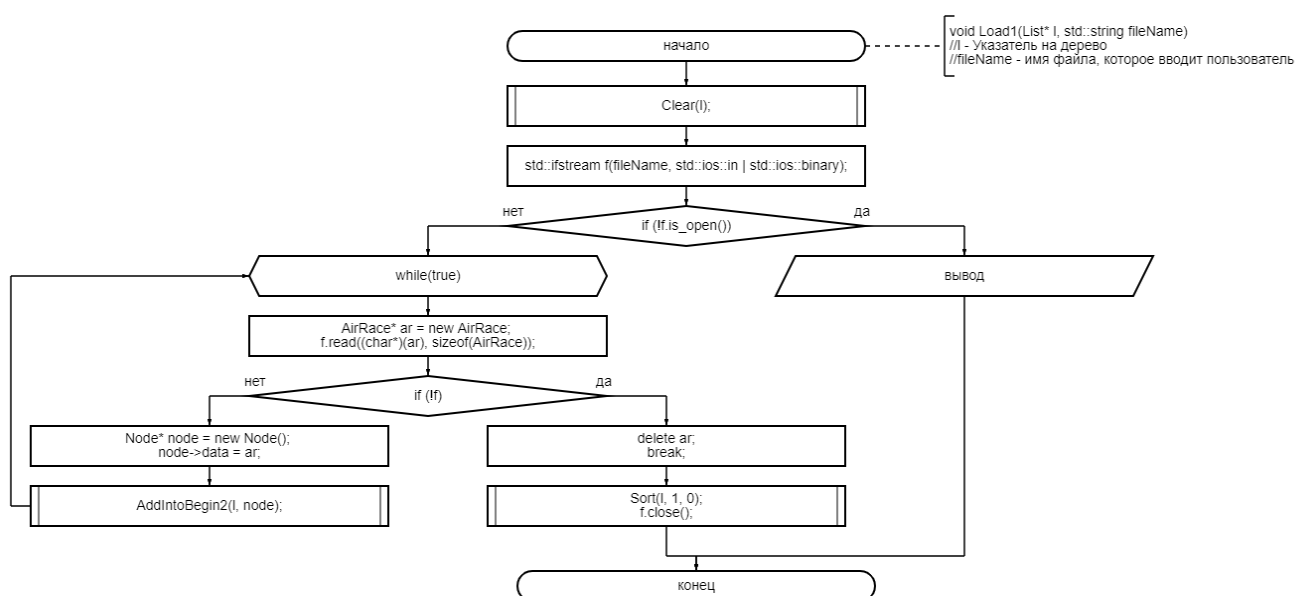 начало
void Load1(List* l, std::string fileName)
//l - Указатель на дерево
//fileName - имя файла, которое вводит пользователь
Clear(l);
std::ifstream f(fileName, std::ios::in | std::ios::binary);
нет
if (!f.is_open())
да
while(true)
вывод
AirRace* ar = new AirRace;
f.read((char*)(ar), sizeof(AirRace));
нет
if (!f)
да
Node* node = new Node();
node->data = ar;
delete ar;
break;
AddIntoBegin2(l, node);
Sort(l, 1, 0);
f.close();
конец